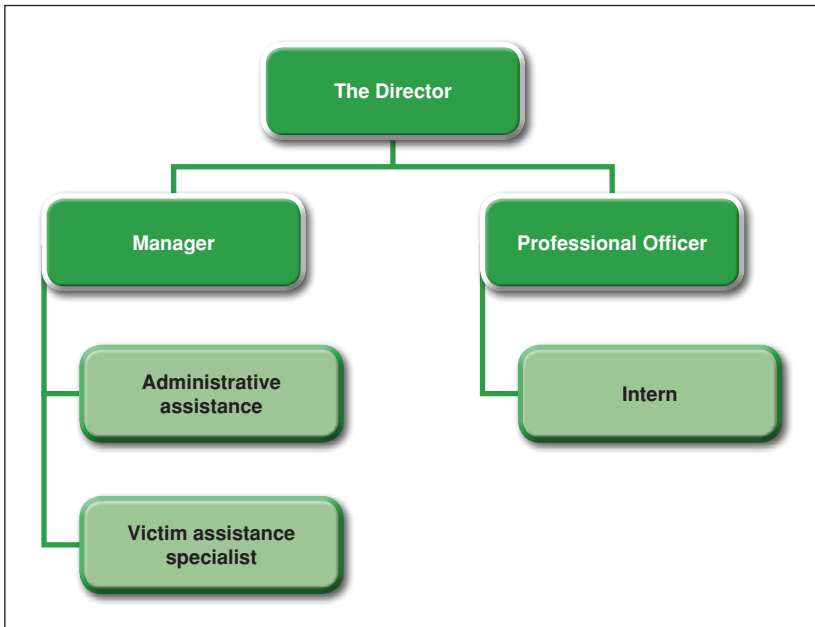 The Director
Manager
Professional Officer
Administrative
assistance
Intern
Victim assistance
specialist